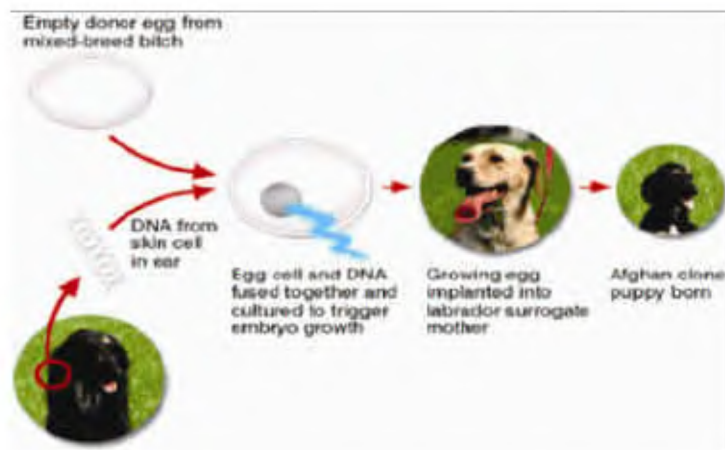 Empty donor egg from
mixed-breed bitch
DNA from
skin cell
in ear
Egg cell and DNA
fused together and
cultured to trigger
embryo growth
Growing egg
implanted into
labrador surrogate
mother
Afghan clone
puppy born